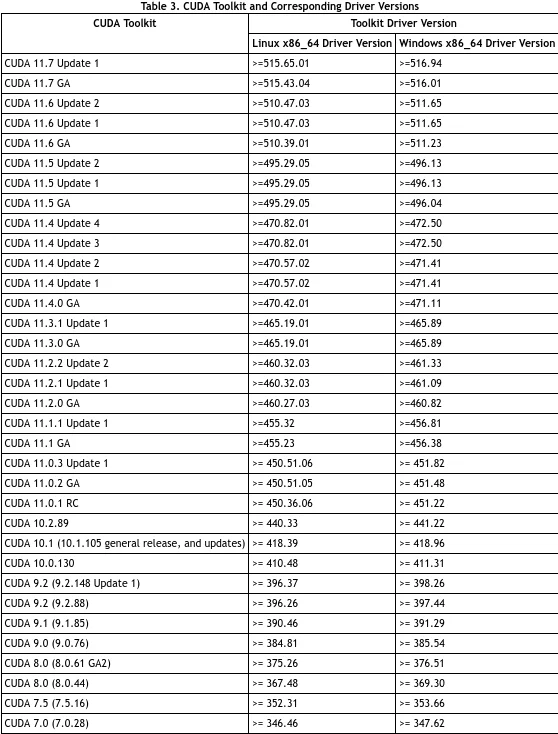 Table 3. CUDA Toolkit and Corresponding Driver Versions
CUDA Toolkit Toolkit Driver Version
Linux x86_64 Driver Version Windows x86_64 Driver Version
CUDA 11.7 Update 1 >=515.65.01 >=516.94
CUDA 11.7 GA >=515.43.04 >=516.01
CUDA 11.6 Update 2 >=510.47.03 >=511.65
CUDA 11.6 Update 1 >=510.47.03 >=511.65
CUDA 11.6 GA >=510.39.01 >=511.23
CUDA 11.5 Update 2 >=495.29.05 >=496.13
CUDA 11.5 Update 1 >=495.29.05 >=496.13
CUDA 11.5 GA >=495.29.05 >=496.04
CUDA 11.4 Update 4 >=470.82.01 >=472.50
CUDA 11.4 Update 3 >=470.82.01 >=472.50
CUDA 11.4 Update 2 >=470.57.02 >=471.41
CUDA 11.4 Update 1 >=470.57.02 >=471.41
CUDA 11.4.0 GA >=470.42.01 >=471.11
CUDA 11.3.1 Update 1 >=465.19.01 >=465.89
CUDA 11.3.0 GA >=465.19.01 >=465.89
CUDA 11.2.2 Update 2 >=460.32.03 >=461.33
CUDA 11.2.1 Update 1 >=460.32.03 >=461.09
CUDA 11.2.0 GA >=460.27.03 >=460.82
CUDA 11.1.1 Update 1 >=455.32 >=456.81
CUDA 11.1 GA >=455.23 >=456.38
CUDA 11.0.3 Update 1 >= 450.51.06 >= 451.82
CUDA 11.0.2 GA >= 450.51.05 >= 451.48
CUDA 11.0.1 RC >= 450.36.06 >= 451.22
CUDA 10.2.89 >= 440.33 >= 441.22
CUDA 10.1 (10.1.105 general release, and updates) >= 418.39 >= 418.96
CUDA 10.0.130 >= 410.48 >= 411.31
CUDA 9.2 (9.2.148 Update 1) >= 396.37 >= 398.26
CUDA 9.2 (9.2.88) >= 396.26 >= 397.44
CUDA 9.1 (9.1.85) >= 390.46 >= 391.29
CUDA 9.0 (9.0.76) >= 384.81 >= 385.54
CUDA 8.0 (8.0.61 GA2) >= 375.26 >= 376.51
CUDA 8.0 (8.0.44) >= 367.48 >= 369.30
CUDA 7.5 (7.5.16) >= 352.31 >= 353.66
CUDA 7.0 (7.0.28) >= 346.46 >= 347.62